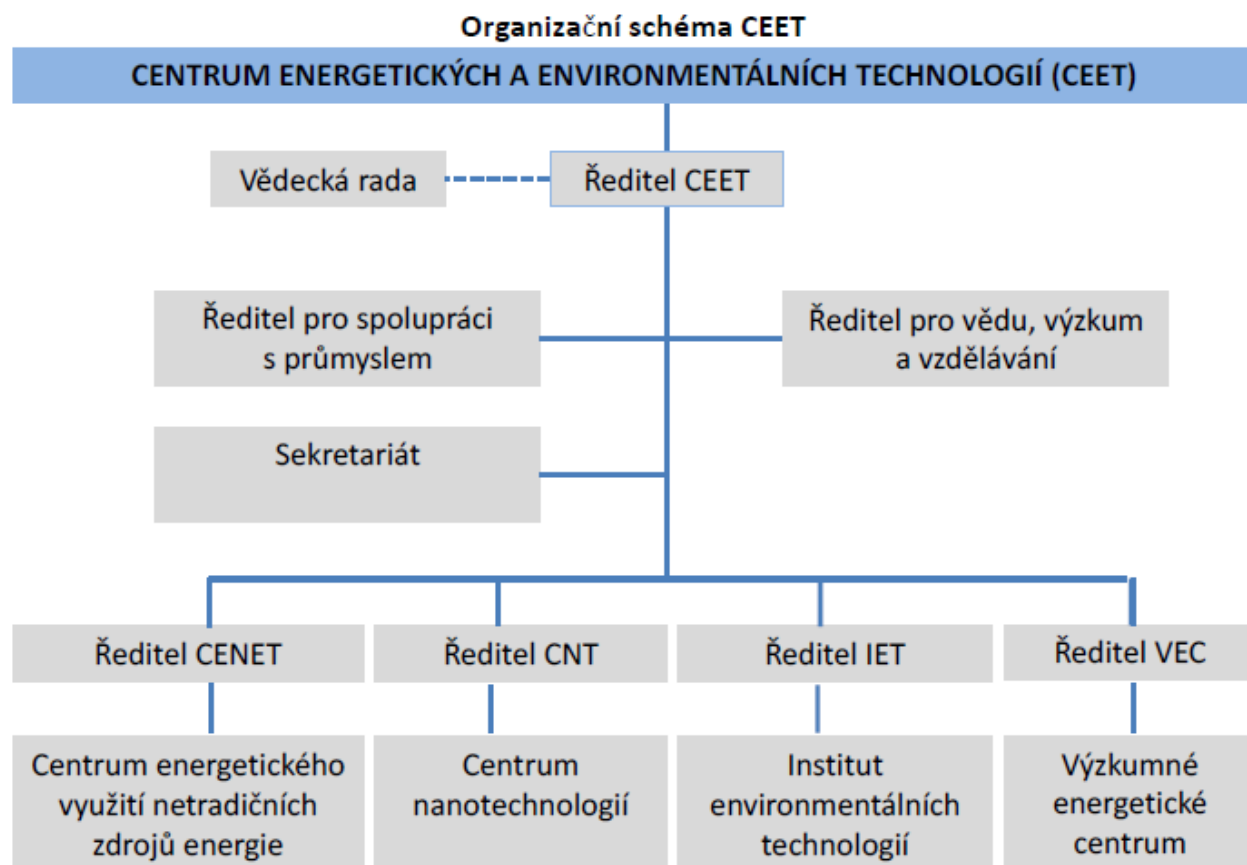 Organizační schéma CEET
CENTRUM ENERGETICKÝCH A ENVIRONMENTÁLNÍCH TECHNOLOGIÍ (CEET)
Vědecká rada
Ředitel CEET
Ředitel pro spolupráci
s průmyslem
Ředitel pro vědu, výzkum
a vzdělávání
Sekretariát
Ředitel CENET
Ředitel CNT
Ředitel IET
Ředitel VEC
Centrum energetického
využití netradičních
zdrojů energie
Centrum
nanotechnologií
Institut
environmentálních
technologií
Výzkumné
energetické
centrum